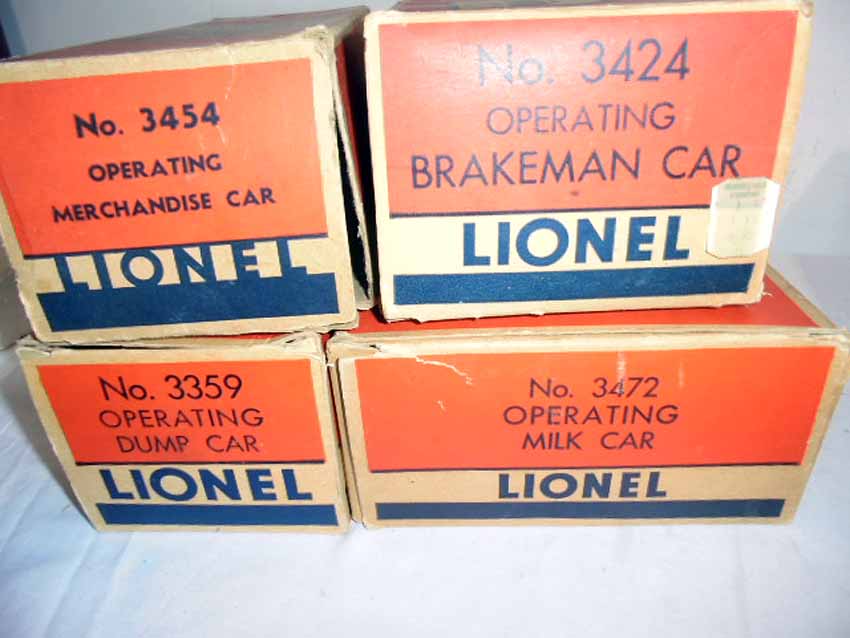 No. 3454
OPERATING
MERCHANDISE CAR
LIONEL
No. 3424
OPERATING
BRAKEMAN CAR
LIONEL
No. 3359
OPERATING
DUMP CAR
LIONEL
No. 3472
OPERATING
MILK CAR
LIONEL